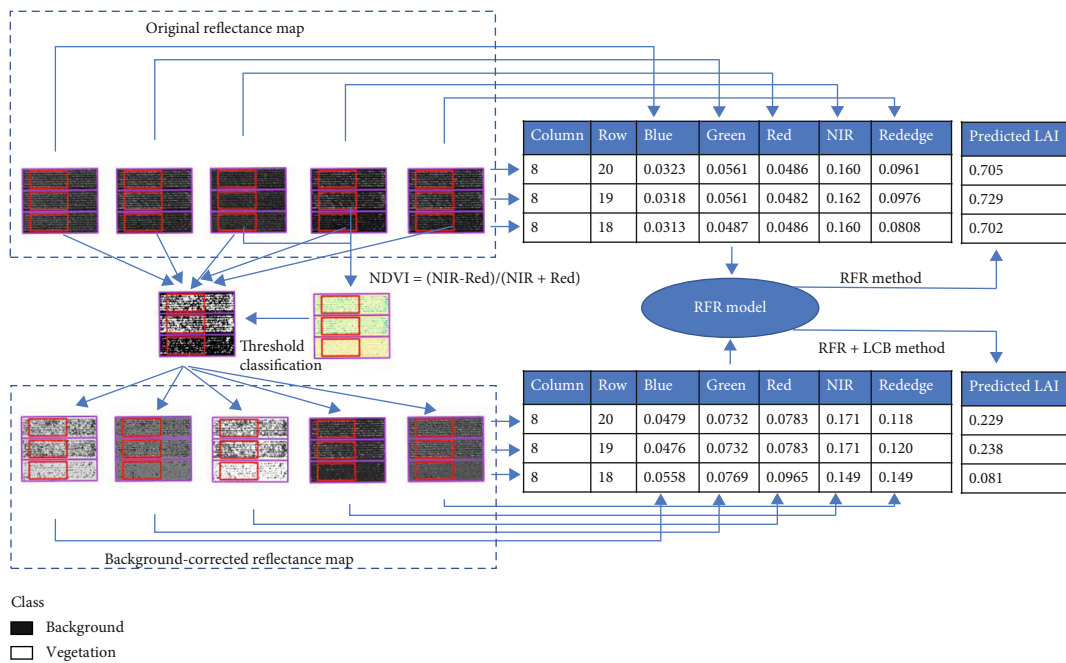 Original reflectance map
Column Row Blue Green Red NIR Rededge Predicted LAI
8 20 0.0323 0.0561 0.0486 0.160 0.0961 0.705
8 19 0.0318 0.0561 0.0482 0.162 0.0976 0.729
8 18 0.0313 0.0487 0.0486 0.160 0.0808 0.702
NDVI = (NIR-Red)/(NIR + Red)
RFR method
RFR model
Threshold
classification
RFR + LCB method
Column Row Blue Green Red NIR Rededge Predicted LAI
8 20 0.0479 0.0732 0.0783 0.171 0.118 0.229
8 19 0.0476 0.0732 0.0783 0.171 0.120 0.238
8 18 0.0558 0.0769 0.0965 0.149 0.149 0.081
Background-corrected reflectance map
Class
Background
Vegetation